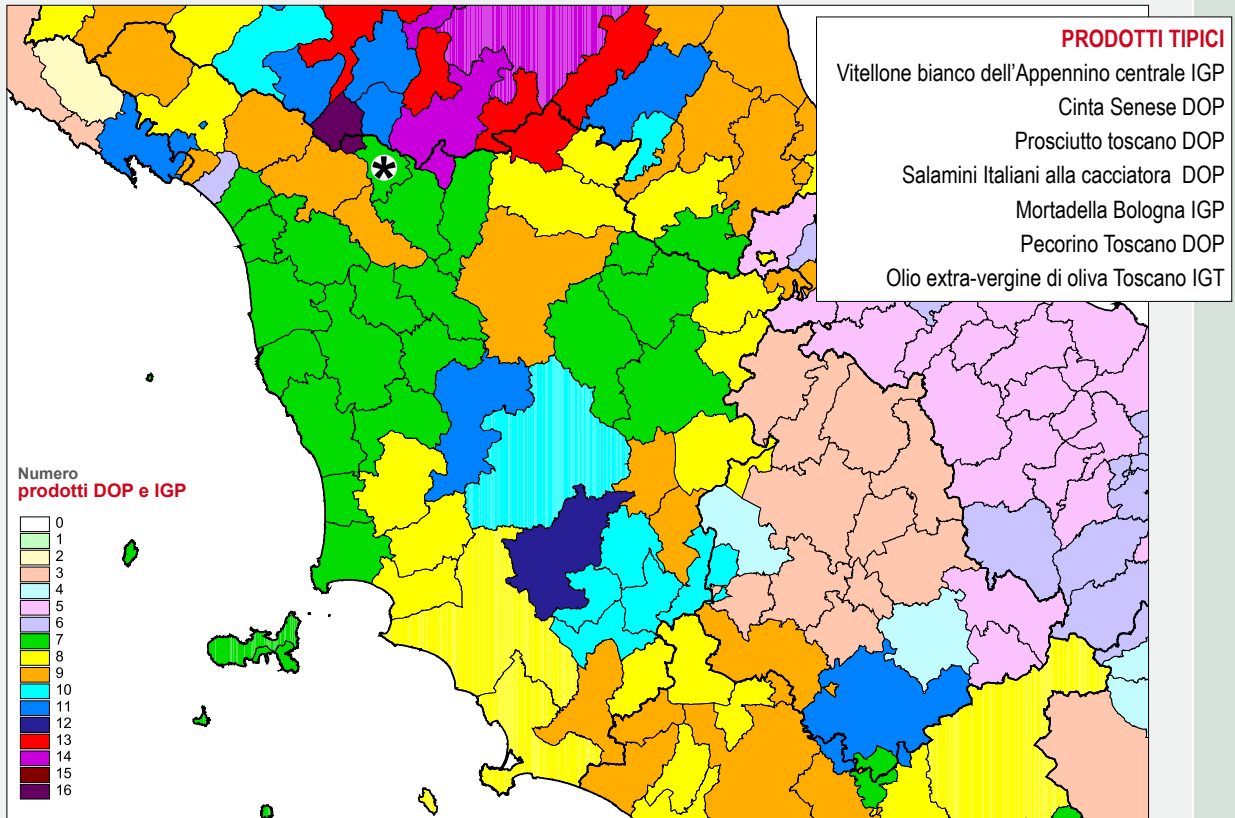 PRODOTTI TIPICI
Vitellone bianco dell'Appennino centrale IGP
Cinta Senese DOP
Prosciutto toscano DOP
Salamini Italiani alla cacciatora DOP
Mortadella Bologna IGP
Pecorino Toscano DOP
Olio extra-vergine di oliva Toscano IGT
*
Numero
prodotti DOP e IGP
0
1
2
3
4
5
6
7
8
9
10
11
12
13
14
15
16